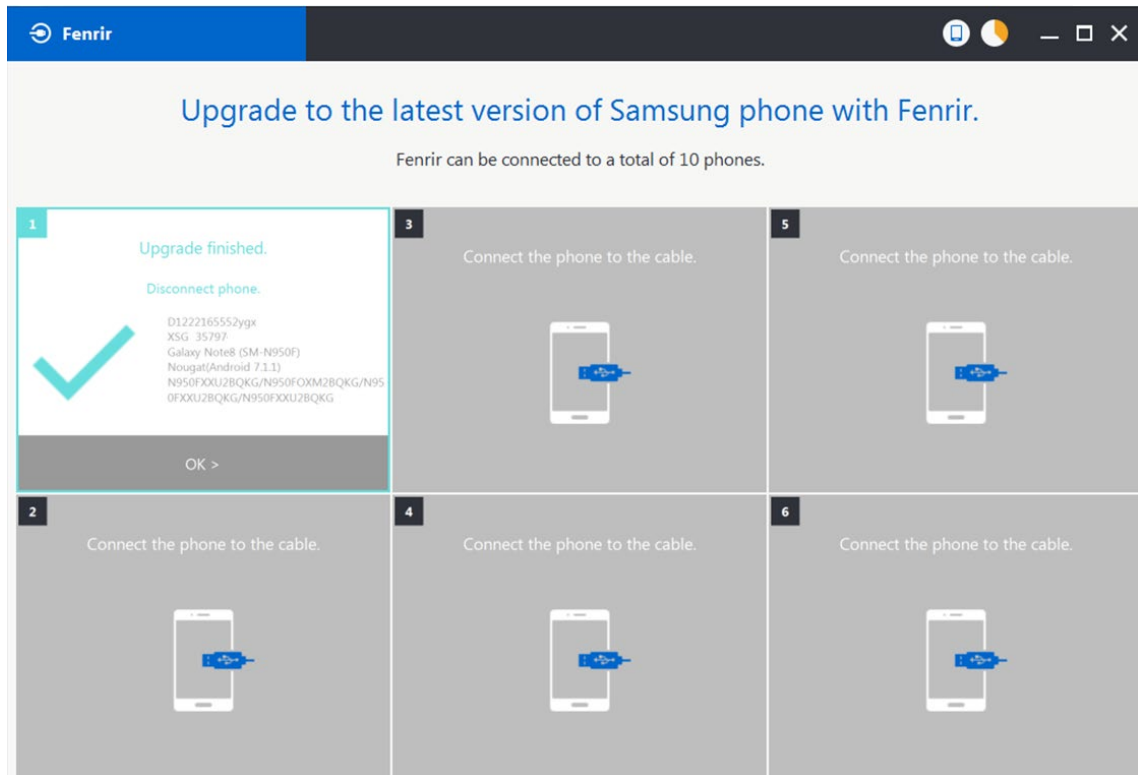 Fenrir
Upgrade to the latest version of Samsung phone with Fenrir.
Fenrir can be connected to a total of 10 phones.
1
Upgrade finished.
Disconnect phone.
D1222165552ygx
XSG 35797
Galaxy Note8 (SM-N950F)
Nougat(Android 7.1.1)
N950FXXU2BQKG/N950FOXM2BQKG/N95
0FXXU2BQKG/N950FXXU2BQKG
OK >
2
Connect the phone to the cable.
3
Connect the phone to the cable.
4
Connect the phone to the cable.
5
Connect the phone to the cable.
6
Connect the phone to the cable.